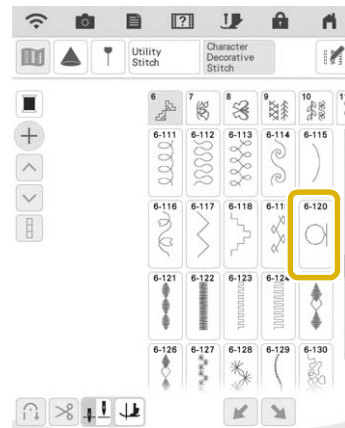 Utility
Stitch
Character
Decorative
Stitch
6 7 8 9 10
6-111 6-112 6-113 6-114 6-115
6-116 6-117 6-118 6-120
6-121 6-122 6-123 6-124
6-126 6-127 6-128 6-129 6-130